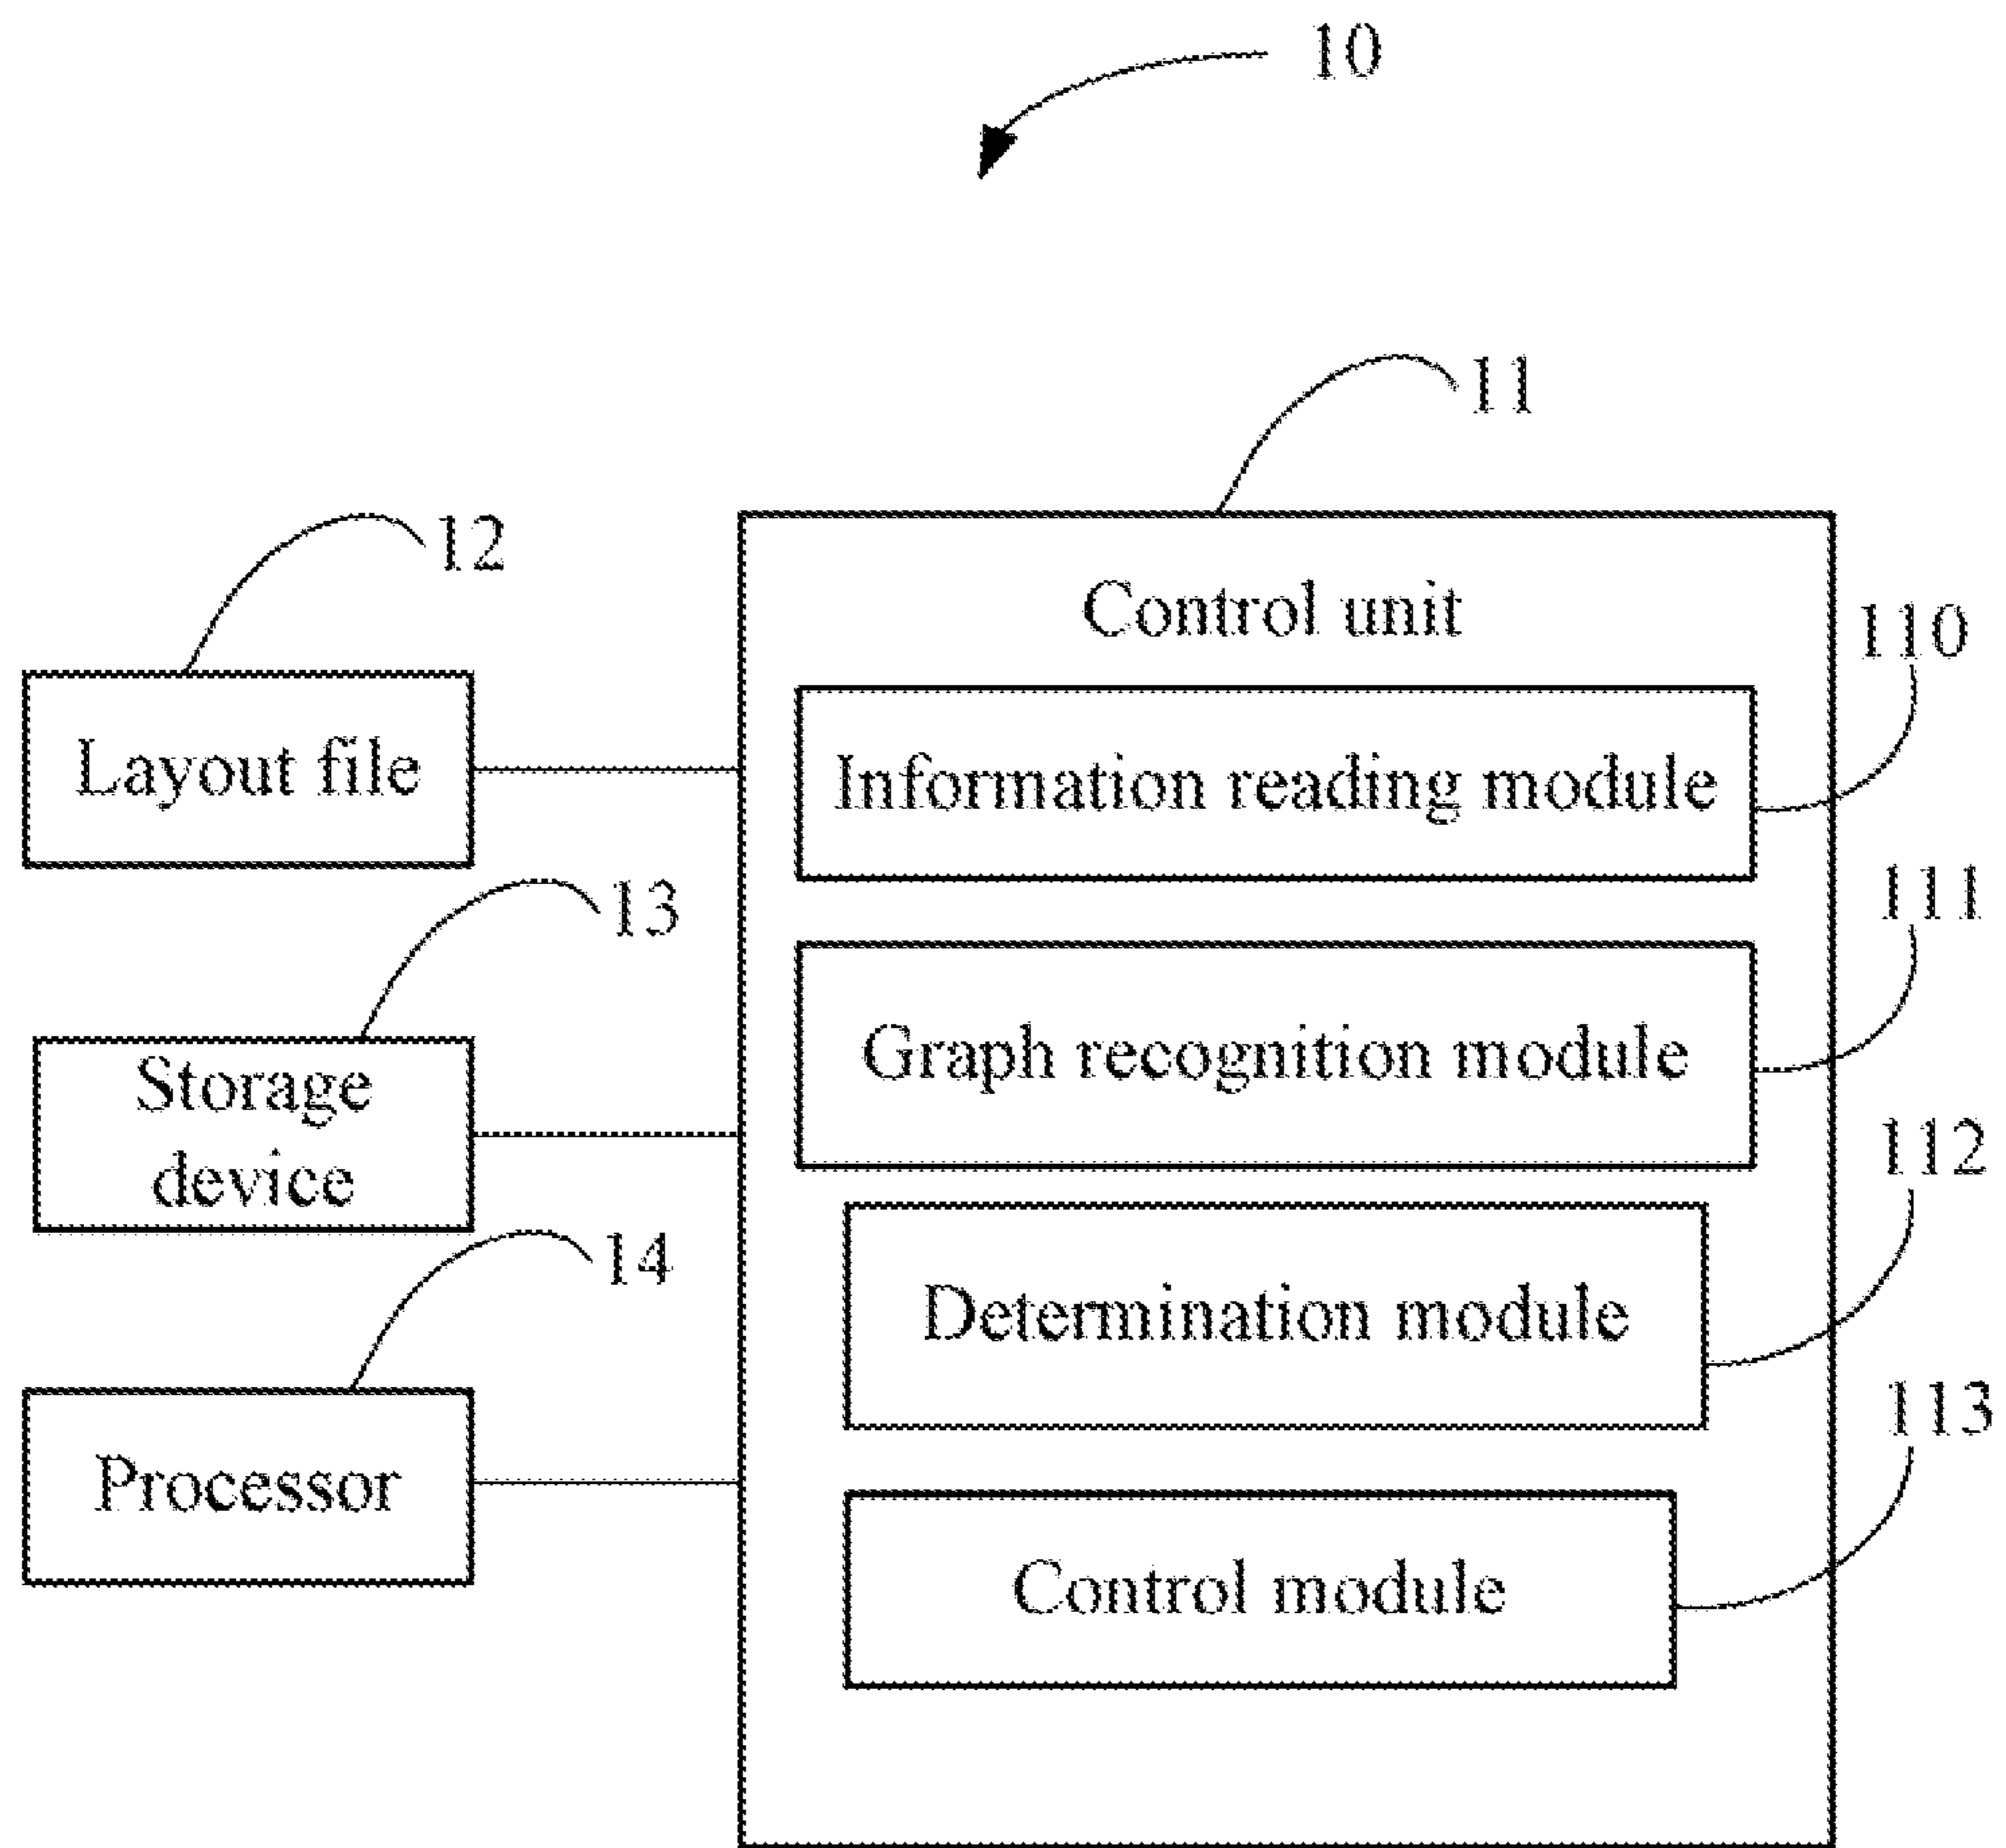 10
11
12
Control unit
110
Layout file
Information reading module
13
111
Storage
device
Graph recognition module
112
14
Determination module
113
Processor
Control module